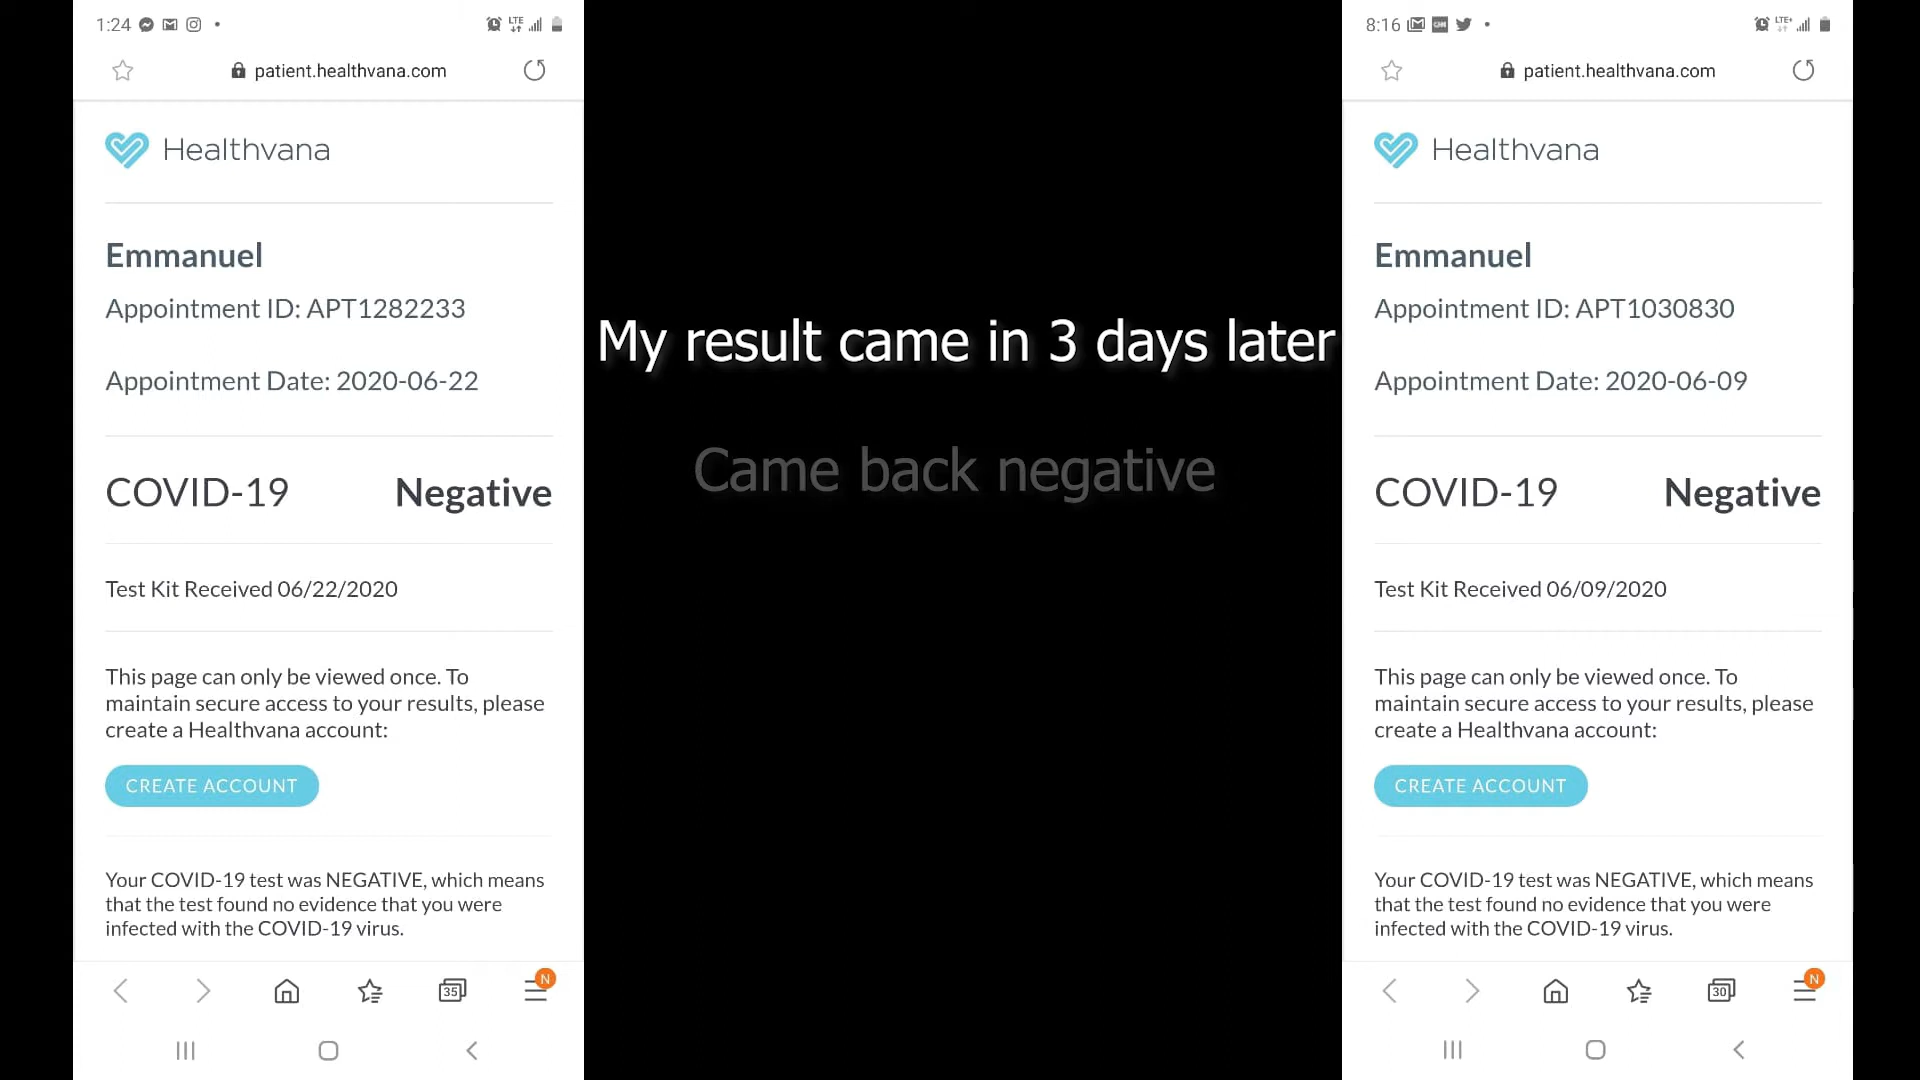 1:24
LTE
patient.healthvana.com
Healthvana
Emmanuel
Appointment ID: APT1282233
Appointment Date: 2020-06-22
COVID-19 Negative
Test Kit Received 06/22/2020
This page can only be viewed once. To
maintain secure access to your results, please
create a Healthvana account:
CREATE ACCOUNT
Your COVID-19 test was NEGATIVE, which means
that the test found no evidence that you were
infected with the COVID-19 virus.
35
N
My result came in 3 days later
Came back negative
8:16
LTE+
patient.healthvana.com
Healthvana
Emmanuel
Appointment ID: APT1030830
Appointment Date: 2020-06-09
COVID-19 Negative
Test Kit Received 06/09/2020
This page can only be viewed once. To
maintain secure access to your results, please
create a Healthvana account:
CREATE ACCOUNT
Your COVID-19 test was NEGATIVE, which means
that the test found no evidence that you were
infected with the COVID-19 virus.
30
N